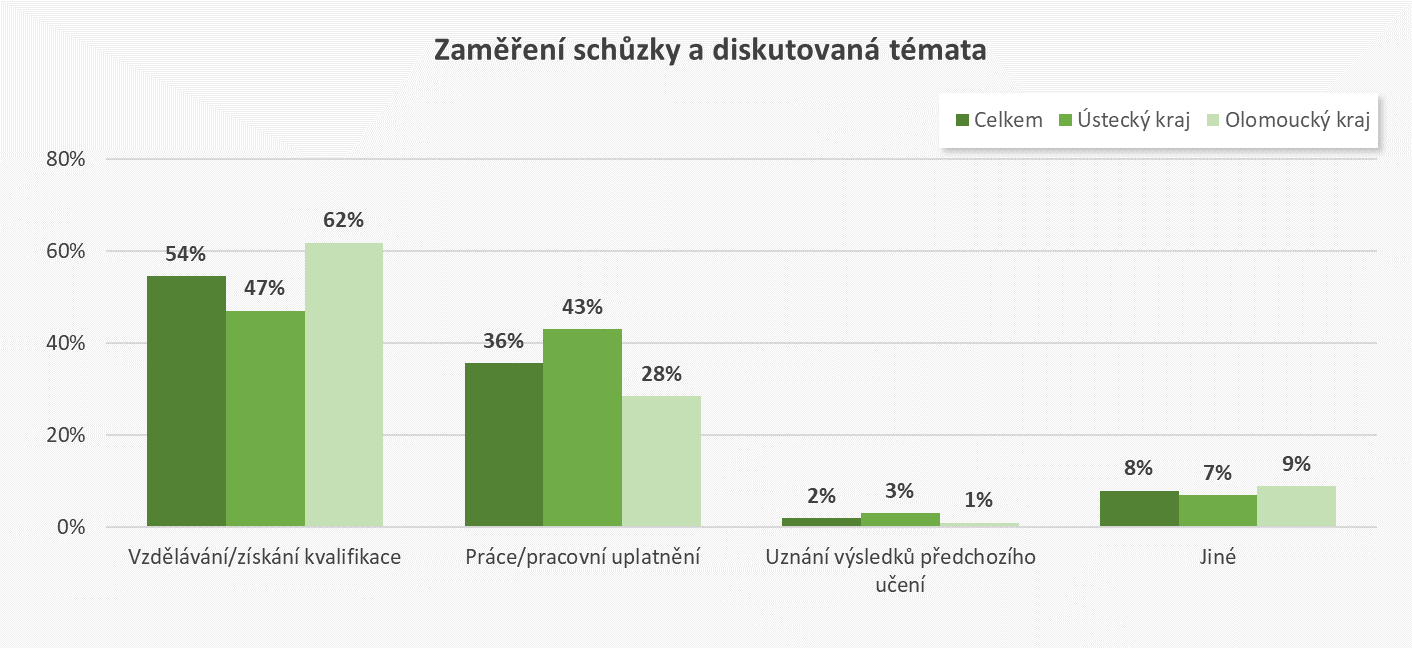 Zaměření schůzky a diskutovaná témata
Celkem Ústecký kraj Olomoucký kraj
80%
60%
40%
20%
0%
54% 47% 62%
36% 43% 28%
2% 3% 1%
8% 7% 9%
Vzdělávání/získání kvalifikace
Práce/pracovní uplatnění
Uznání výsledků předchozího
učení
Jiné